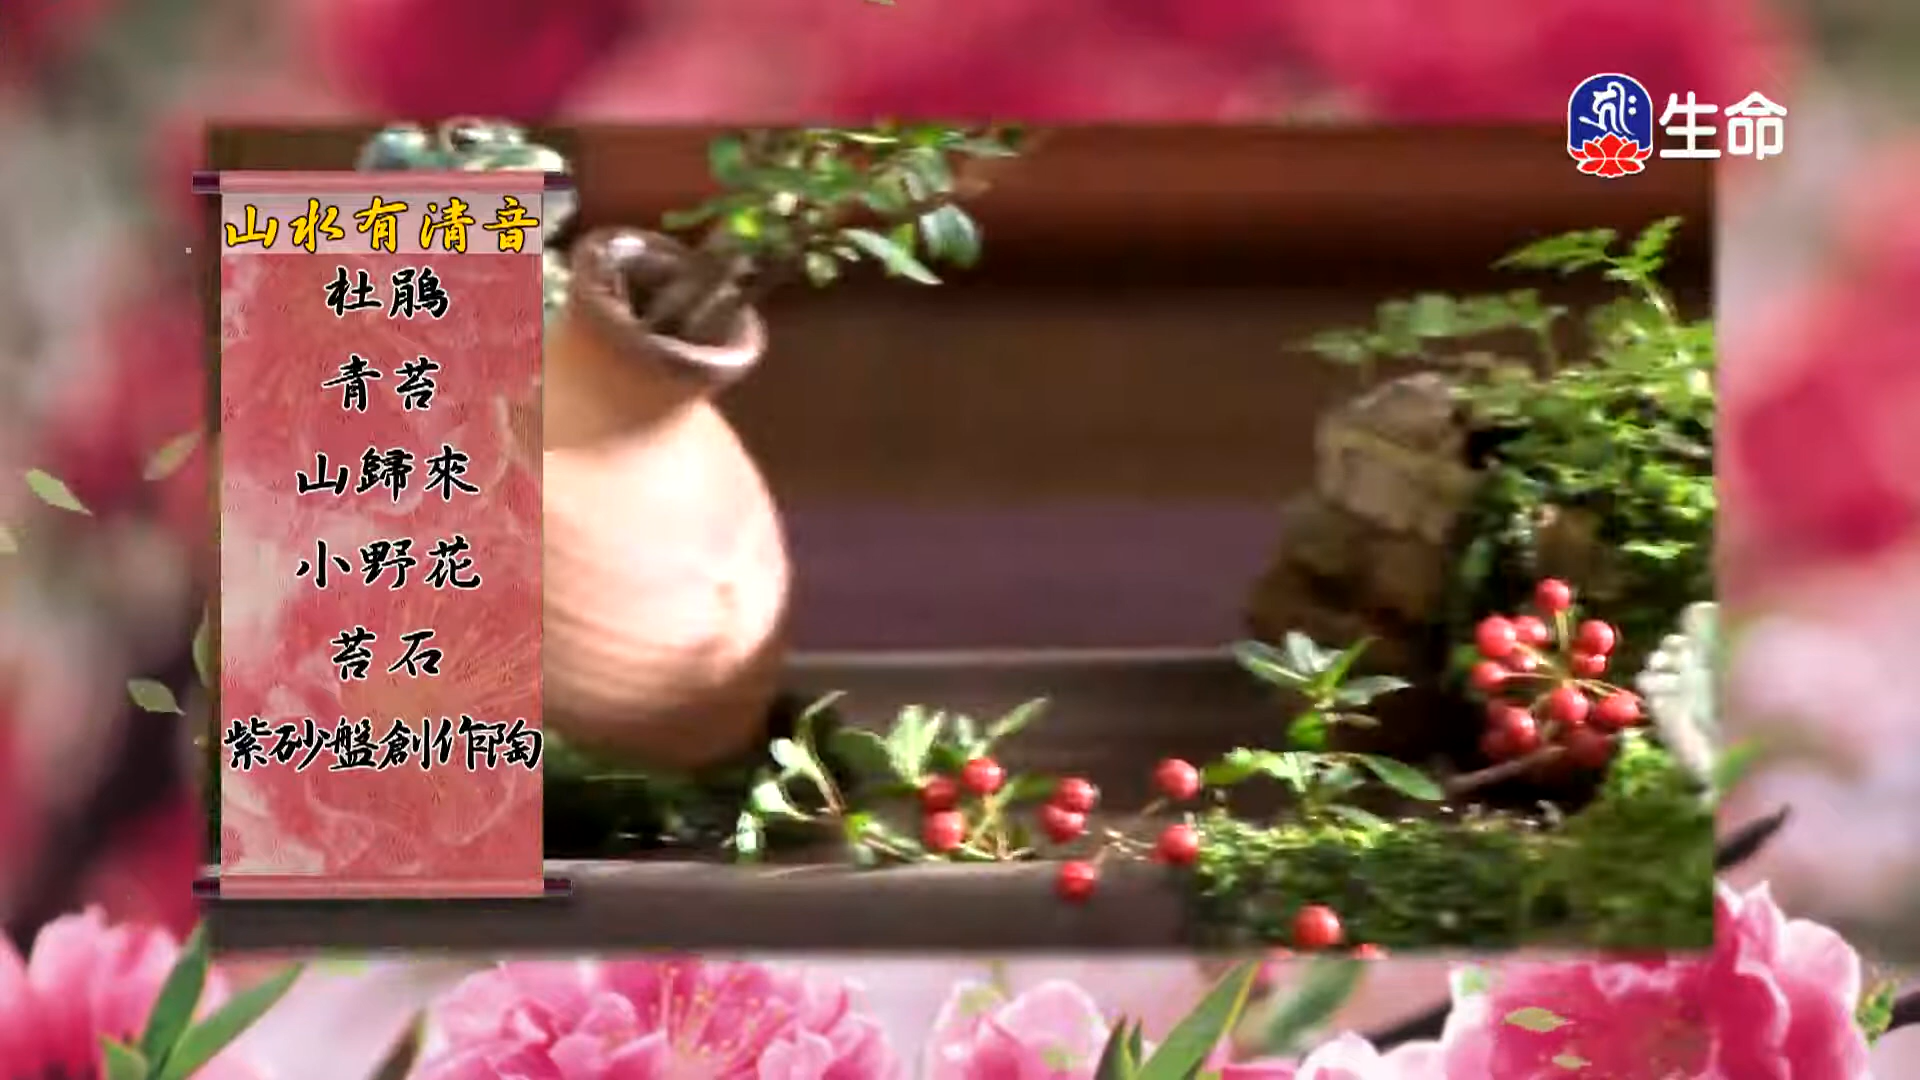 生命
山水有清音
杜鵑
青苔
山歸來
小野花
苔石
紫砂盤創作陶